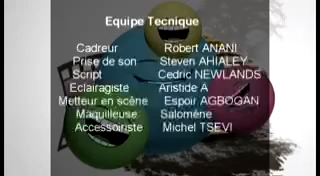 Equipe Tecnique
Cadreur Robert ANANI
Prise de son Steven AHIALEY
Script Cedric NEWLANDS
Eclairagiste Aristide A
Metteur en scène Espoir AGBOGAN
Maquilleuse Salomène
Accessoiriste Michel TSEVI